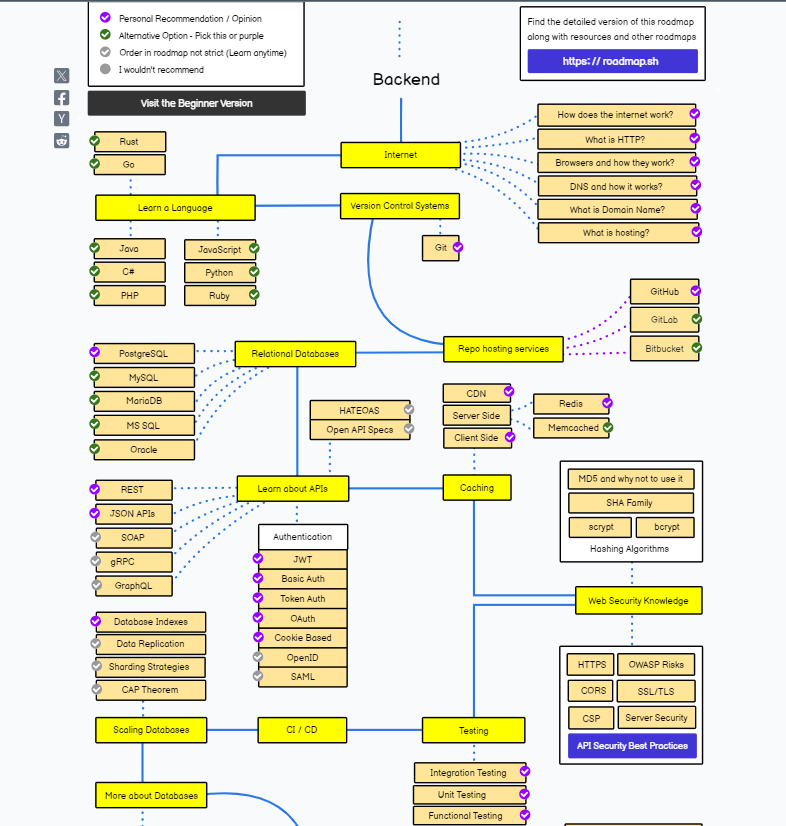 Personal Recommendation / Opinion
Alternative Option - Pick this or purple
Order in roadmap not strict (Learn anytime)
I wouldn't recommend
Visit the Beginner Version
Find the detailed version of this roadmap
along with resources and other roadmaps
https:// roadmap.sh
Backend
Internet
How does the internet work?
What is HTTP?
Browsers and how they work?
DNS and how it works?
What is Domain Name?
What is hosting?
Rust
Go
Learn a Language
Java
C#
PHP
JavaScript
Python
Ruby
Version Control Systems
Git
Repo hosting services
GitHub
GitLab
Bitbucket
Relational Databases
PostgreSQL
MySQL
MariaDB
MS SQL
Oracle
HATEOAS
Open API Specs
Learn about APIs
REST
JSON APIs
SOAP
gRPC
GraphQL
Authentication
JWT
Basic Auth
Token Auth
OAuth
Cookie Based
OpenID
SAML
CDN
Server Side
Client Side
Redis
Memcached
Caching
MD5 and why not to use it
SHA Family
scrypt
bcrypt
Hashing Algorithms
Web Security Knowledge
HTTPS
OWASP Risks
CORS
SSL/TLS
CSP
Server Security
API Security Best Practices
Database Indexes
Data Replication
Sharding Strategies
CAP Theorem
Scaling Databases
CI / CD
Testing
Integration Testing
Unit Testing
Functional Testing
More about Databases